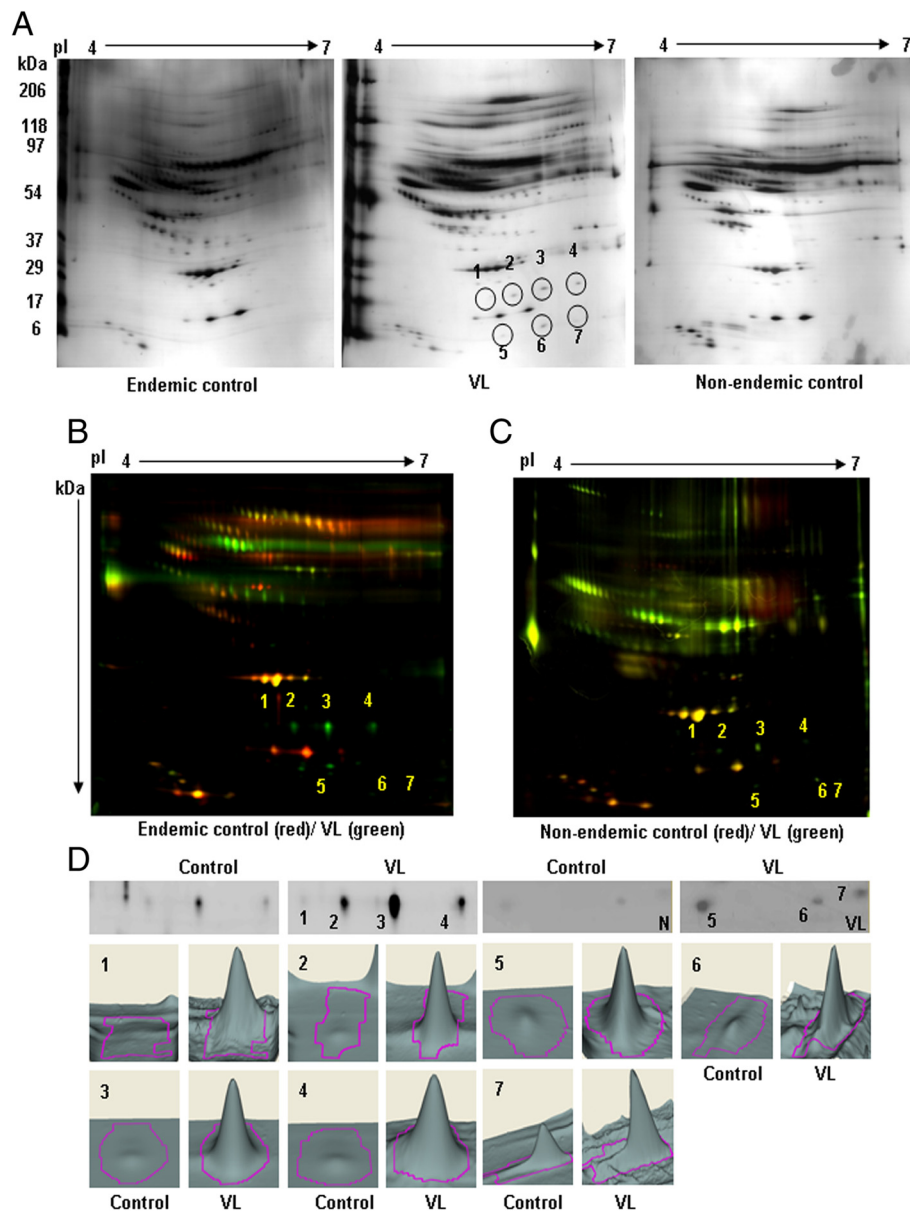 A
pI 4 7 4 7 4 7
kDa
206
118
97
54
37
29
17
6
1 2 3 4
5 6 7
Endemic control VL Non-endemic control
B C
pI 4 7 pI 4 7
kDa
1 2 3 4
5 6 7
1 2 3 4
5 6 7
Endemic control (red)/ VL (green) Non-endemic control (red)/ VL (green)
D
Control VL Control VL
1 2 3 4 N 5 6 7 VL
1 2 5 6
Control VL
3 4 7
Control VL Control VL Control VL